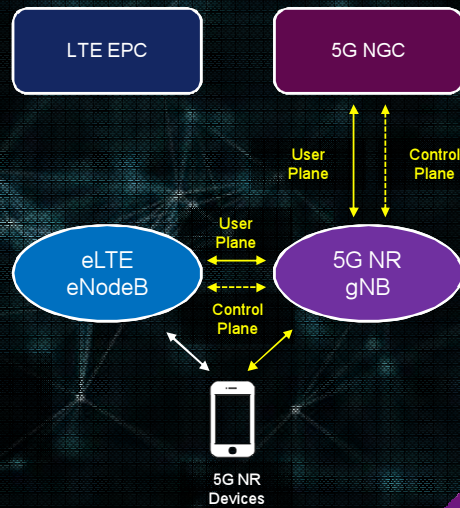 LTE EPC
5G NGC
User
Plane
Control
Plane
User
Plane
eLTE
eNodeB
5G NR
gNB
Control
Plane
5G NR
Devices